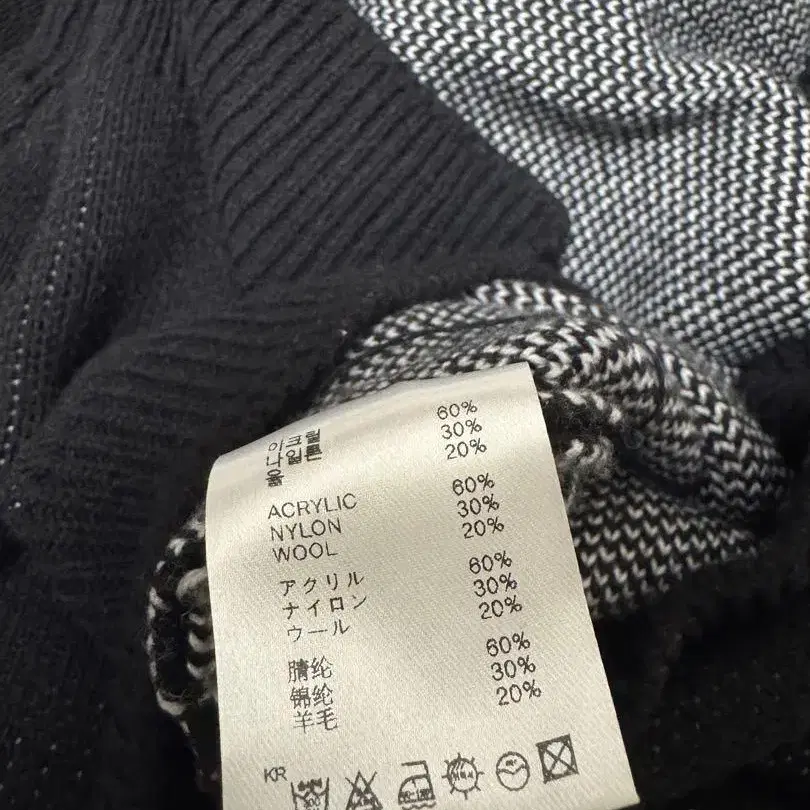 아크릴 60%
나일론 30%
울 20%
ACRYLIC 60%
NYLON 30%
WOOL 20%
アクリル 60%
ナイロン 30%
ウール 20%
腈纶 60%
锦纶 30%
羊毛 20%
KR